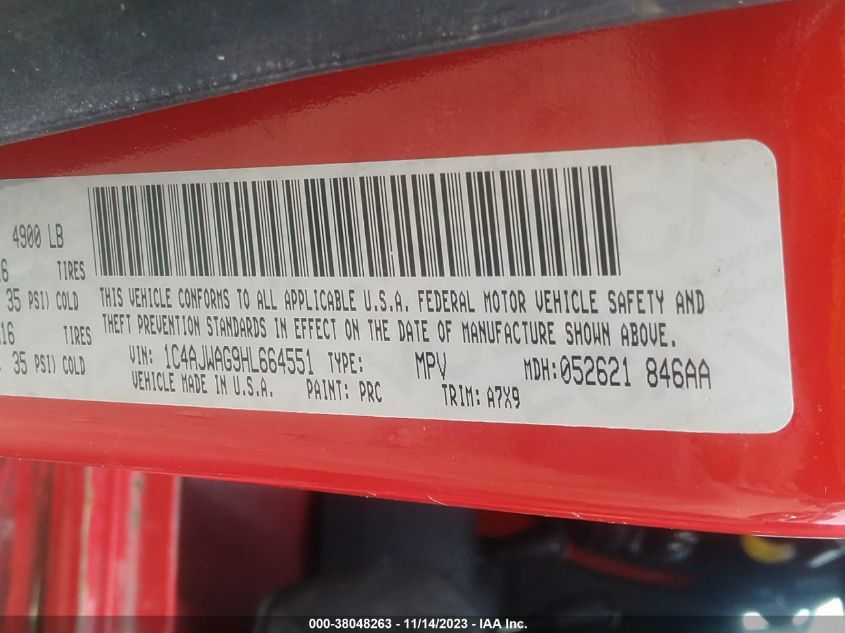 4900 LB
16 TIRES
35 PSI) COLD
16 TIRES
35 PSI) COLD
THIS VEHICLE CONFORMS TO ALL APPLICABLE U.S.A. FEDERAL MOTOR VEHICLE SAFETY AND
THEFT PREVENTION STANDARDS IN EFFECT ON THE DATE OF MANUFACTURE SHOWN ABOVE.
VIN: 1C4AJWAG9HL664551 TYPE: MPV MDH: 052621 846AA
VEHICLE MADE IN U.S.A. PAINT: PRC TRIM: A7X9
000-38048263 - 11/14/2023 - IAA Inc.